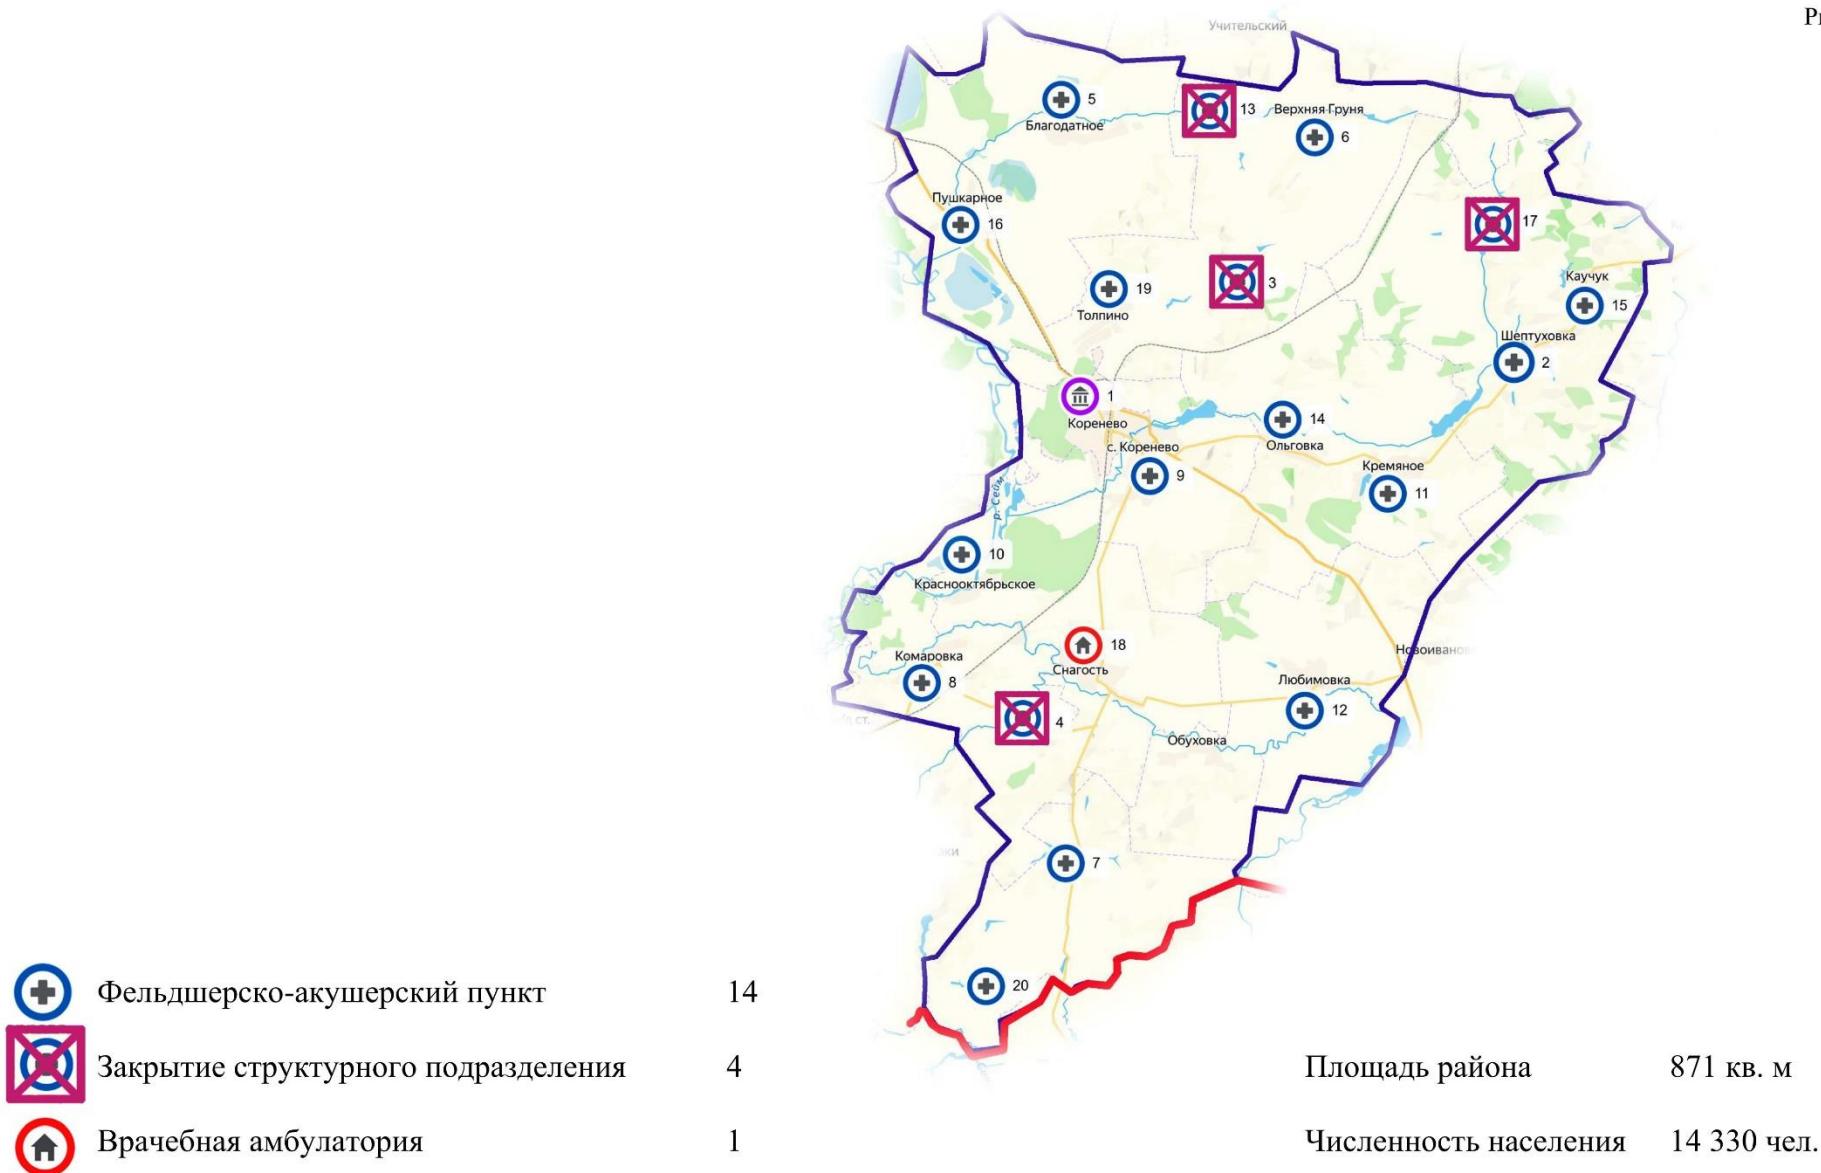 Учительский
5
Благодатное
13
Верхняя Груня
6
Пушкарное
16
17
19
Толпино
3
Каучук
15
Шептуховка
2
1
Коренево
14
Ольговка
с. Коренево
9
Кремяное
11
р. Сейм
10
Краснооктябрьское
18
Снагость
Комаровка
8
Любимовка
12
4
Обуховка
7
20
Фельдшерско-акушерский пункт 14
Закрытие структурного подразделения 4
Площадь района 871 кв. м
Врачебная амбулатория 1
Численность населения 14 330 чел.